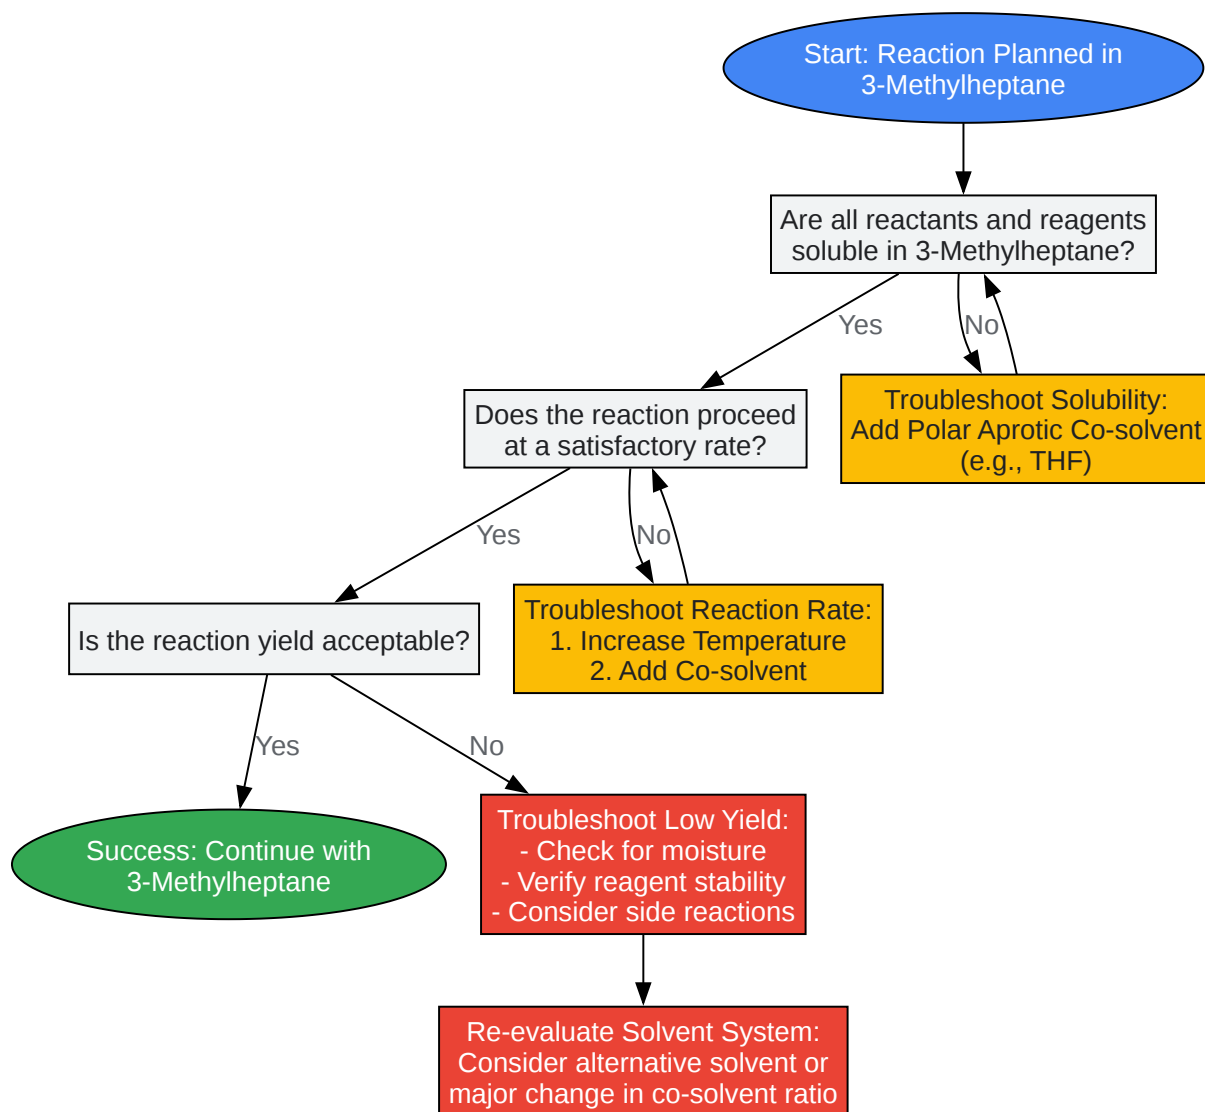 Start: Reaction Planned in
3-Methylheptane
Are all reactants and reagents
soluble in 3-Methylheptane?
Yes
No
Does the reaction proceed
at a satisfactory rate?
Troubleshoot Solubility:
Add Polar Aprotic Co-solvent
(e.g., THF)
Yes
No
Is the reaction yield acceptable?
Troubleshoot Reaction Rate:
1. Increase Temperature
2. Add Co-solvent
Yes
No
Success: Continue with
3-Methylheptane
Troubleshoot Low Yield:
- Check for moisture
- Verify reagent stability
- Consider side reactions
Re-evaluate Solvent System:
Consider alternative solvent or
major change in co-solvent ratio